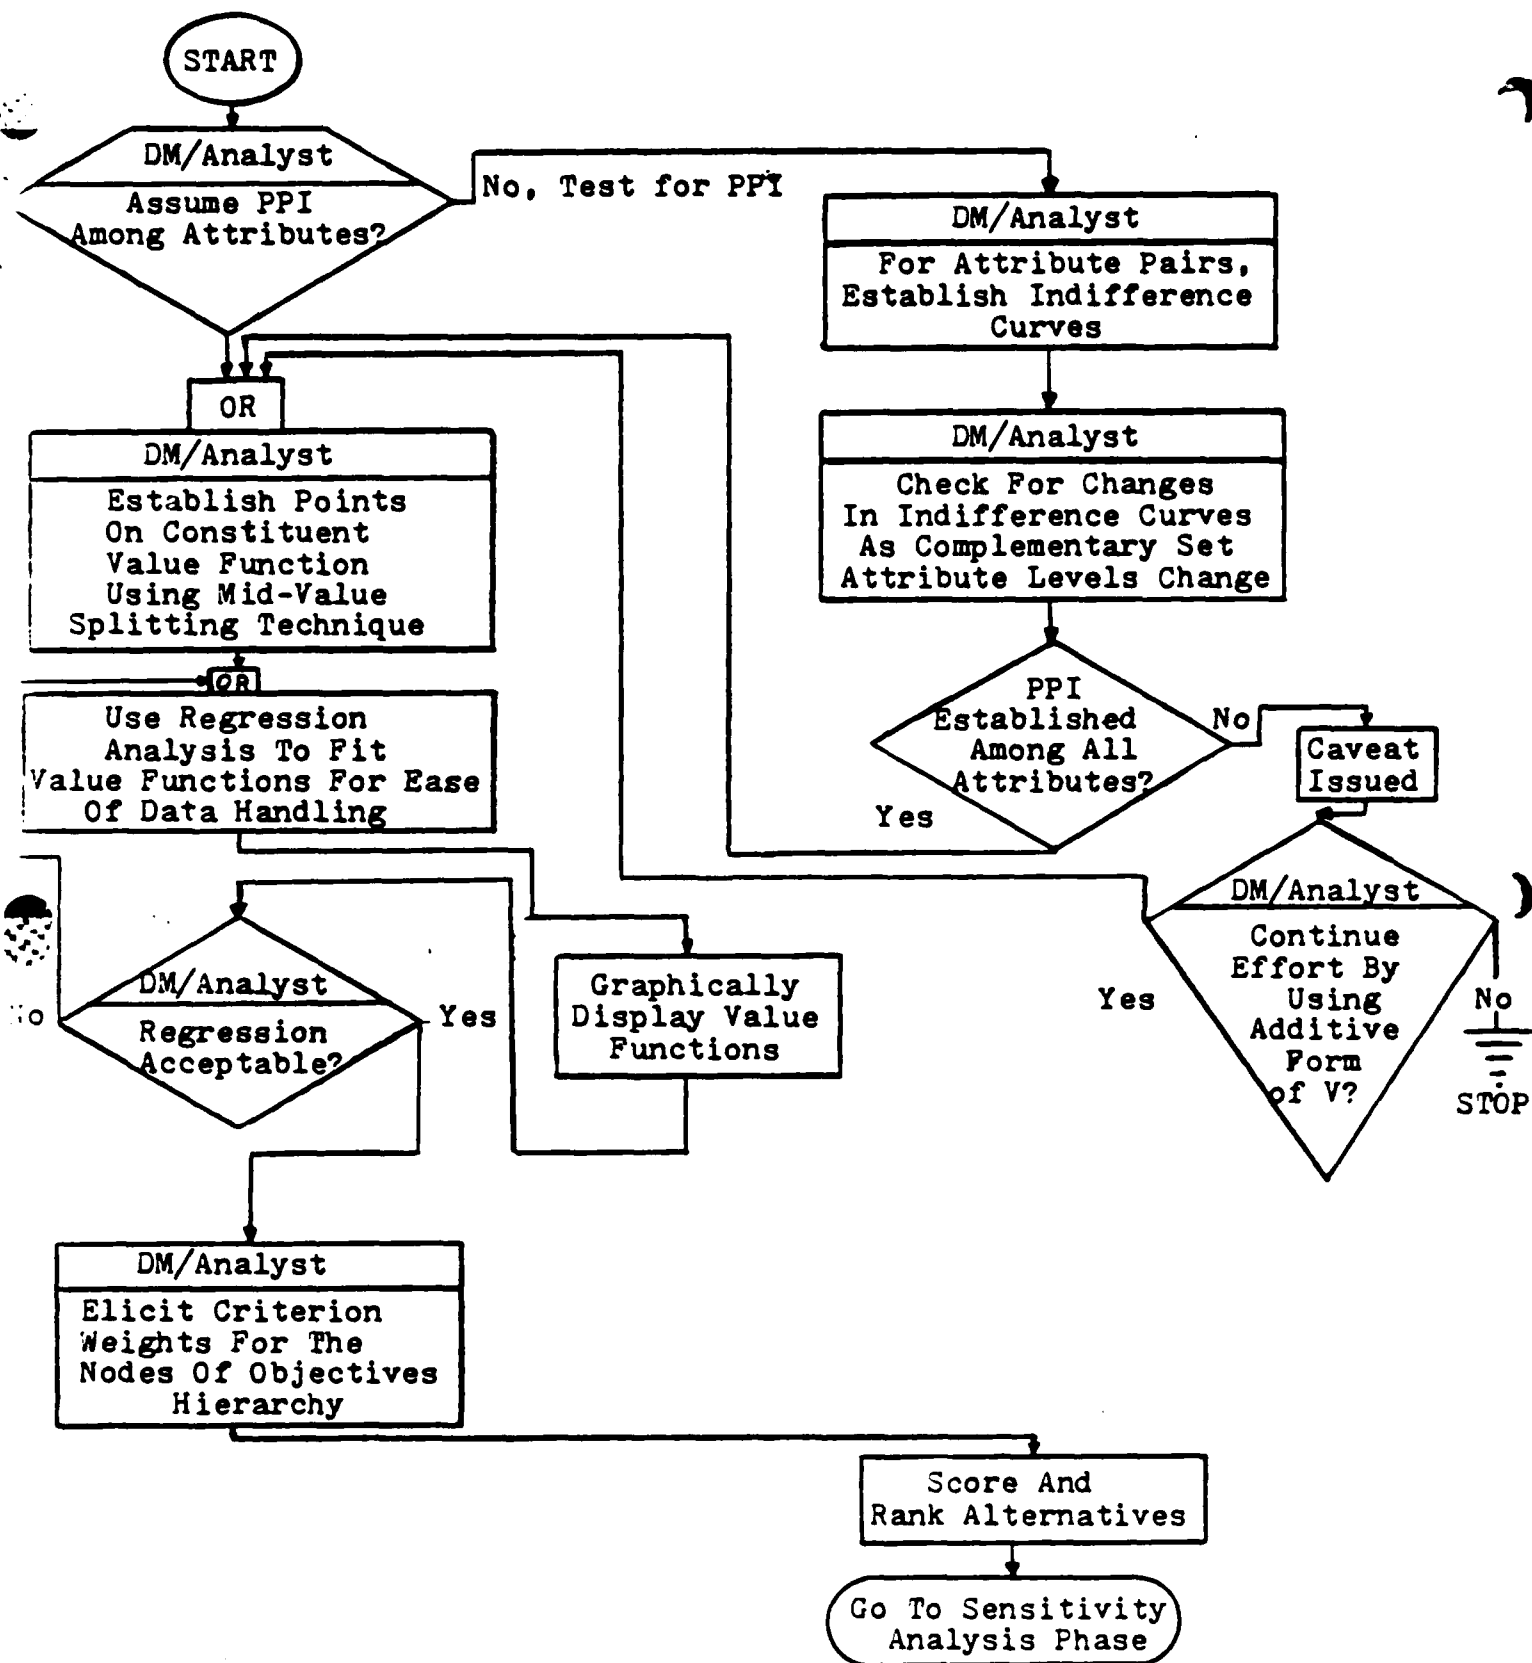 START
DM/Analyst
Assume PPI
Among Attributes?
No, Test for PPI
DM/Analyst
For Attribute Pairs,
Establish Indifference
Curves
OR
DM/Analyst
Establish Points
On Constituent
Value Function
Using Mid-Value
Splitting Technique
DM/Analyst
Check For Changes
In Indifference Curves
As Complementary Set
Attribute Levels Change
OR
Use Regression
Analysis To Fit
Value Functions For Ease
Of Data Handling
PPI
Established
Among All
Attributes?
No
Yes
Caveat
Issued
DM/Analyst
Continue
Effort By
Using
Additive
Form
of V?
Yes
No
STOP
DM/Analyst
Regression
Acceptable?
Yes
Graphically
Display Value
Functions
DM/Analyst
Elicit Criterion
Weights For The
Nodes Of Objectives
Hierarchy
Score And
Rank Alternatives
Go To Sensitivity
Analysis Phase